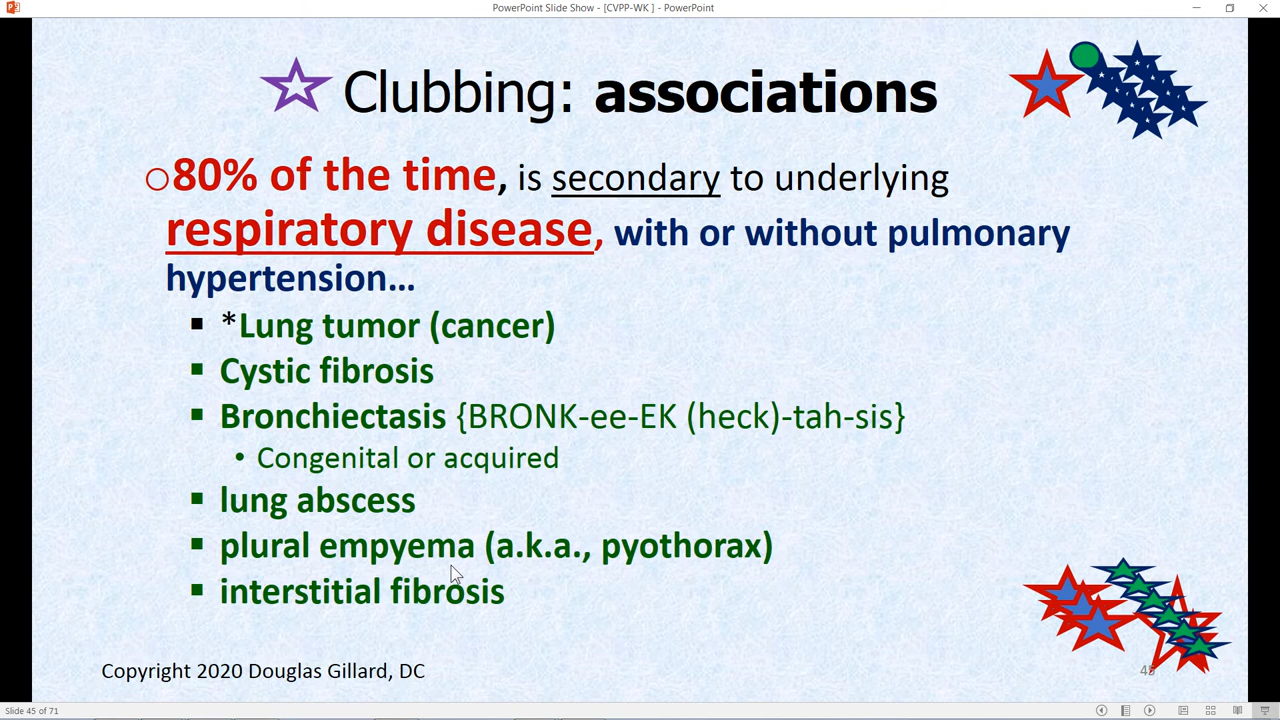 PowerPoint Slide Show - [CVPP-WK ] - PowerPoint
Clubbing: associations
80% of the time, is secondary to underlying
respiratory disease, with or without pulmonary
hypertension…
*Lung tumor (cancer)
Cystic fibrosis
Bronchiectasis {BRONK-ee-EK (heck)-tah-sis}
Congenital or acquired
lung abscess
plural empyema (a.k.a., pyothorax)
interstitial fibrosis
Copyright 2020 Douglas Gillard, DC
45
Slide 45 of 71